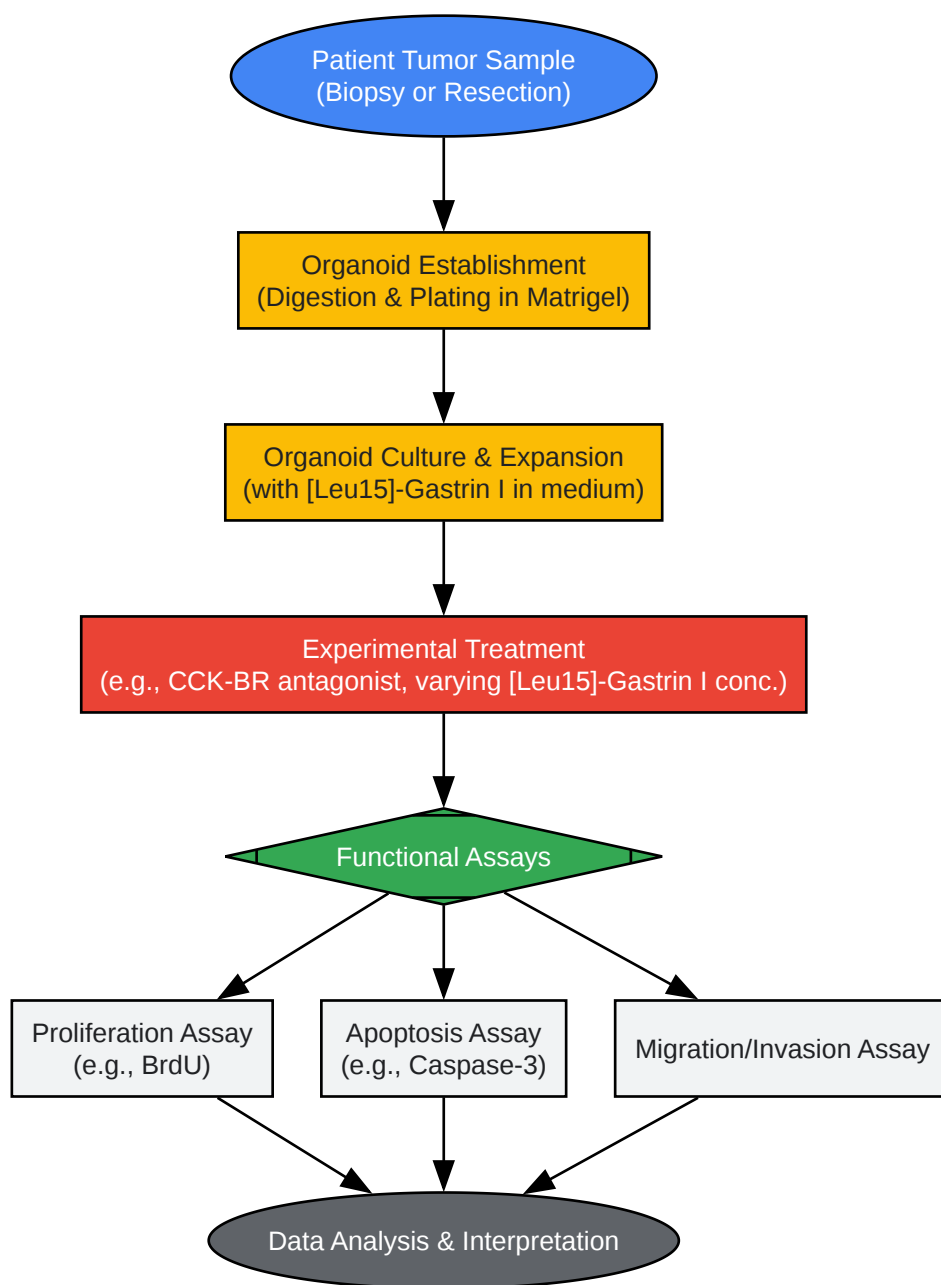 Patient Tumor Sample
(Biopsy or Resection)
Organoid Establishment
(Digestion & Plating in Matrigel)
Organoid Culture & Expansion
(with [Leu15]-Gastrin I in medium)
Experimental Treatment
(e.g., CCK-BR antagonist, varying [Leu15]-Gastrin I conc.)
Functional Assays
Proliferation Assay
(e.g., BrdU)
Apoptosis Assay
(e.g., Caspase-3)
Migration/Invasion Assay
Data Analysis & Interpretation